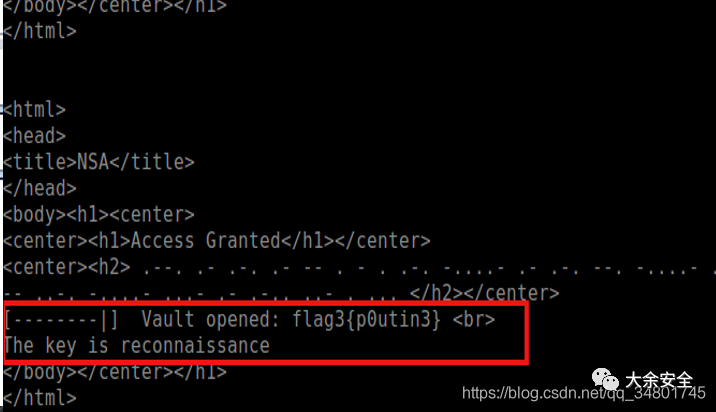 </body></center></h1>
</html>
<html>
<head>
<title>NSA</title>
</head>
<body><h1><center>
<center><h1>Access Granted</h1></center>
<center><h2> .--. .- .-. .- -- . - . .-. -....- .- .-. --. -....- .
-- ..-. -....- ...- .- .-.. ..- . ... </h2></center>
[--------|]  Vault opened: flag3{p0utin3} <br>
The key is reconnaissance
</body></center></h1>
</html>
大余安全
https://blog.csdn.net/qq_34801745